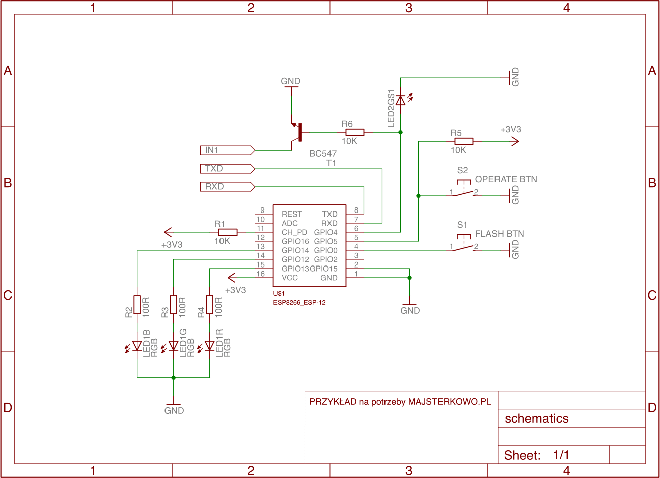 1 2 3 4
A A
GND
GND
LED2GS1
R6
10K
R5
10K
+3V3
IN1
BC547
T1
TXD
RXD
B B
S2
OPERATE BTN
1 2
GND
S1
FLASH BTN
1 2
GND
R1
10K
+3V3
9 REST TXD 8
10 ADC RXD 7
11 CH_PD GPIO4 6
12 GPIO16 GPIO5 5
13 GPIO14 GPIO0 4
14 GPIO12 GPIO2 3
15 GPIO13 GPIO15 2
16 VCC GND 1
+3V3
US1
ESP8266_ESP-12
C C
GND
R2
100R
R3
100R
R4
100R
LED1B
RGB
LED1G
RGB
LED1R
RGB
GND
D D
PRZYKŁAD na potrzeby MAJSTERKOWO.PL
schematics
Sheet: 1/1
1 2 3 4